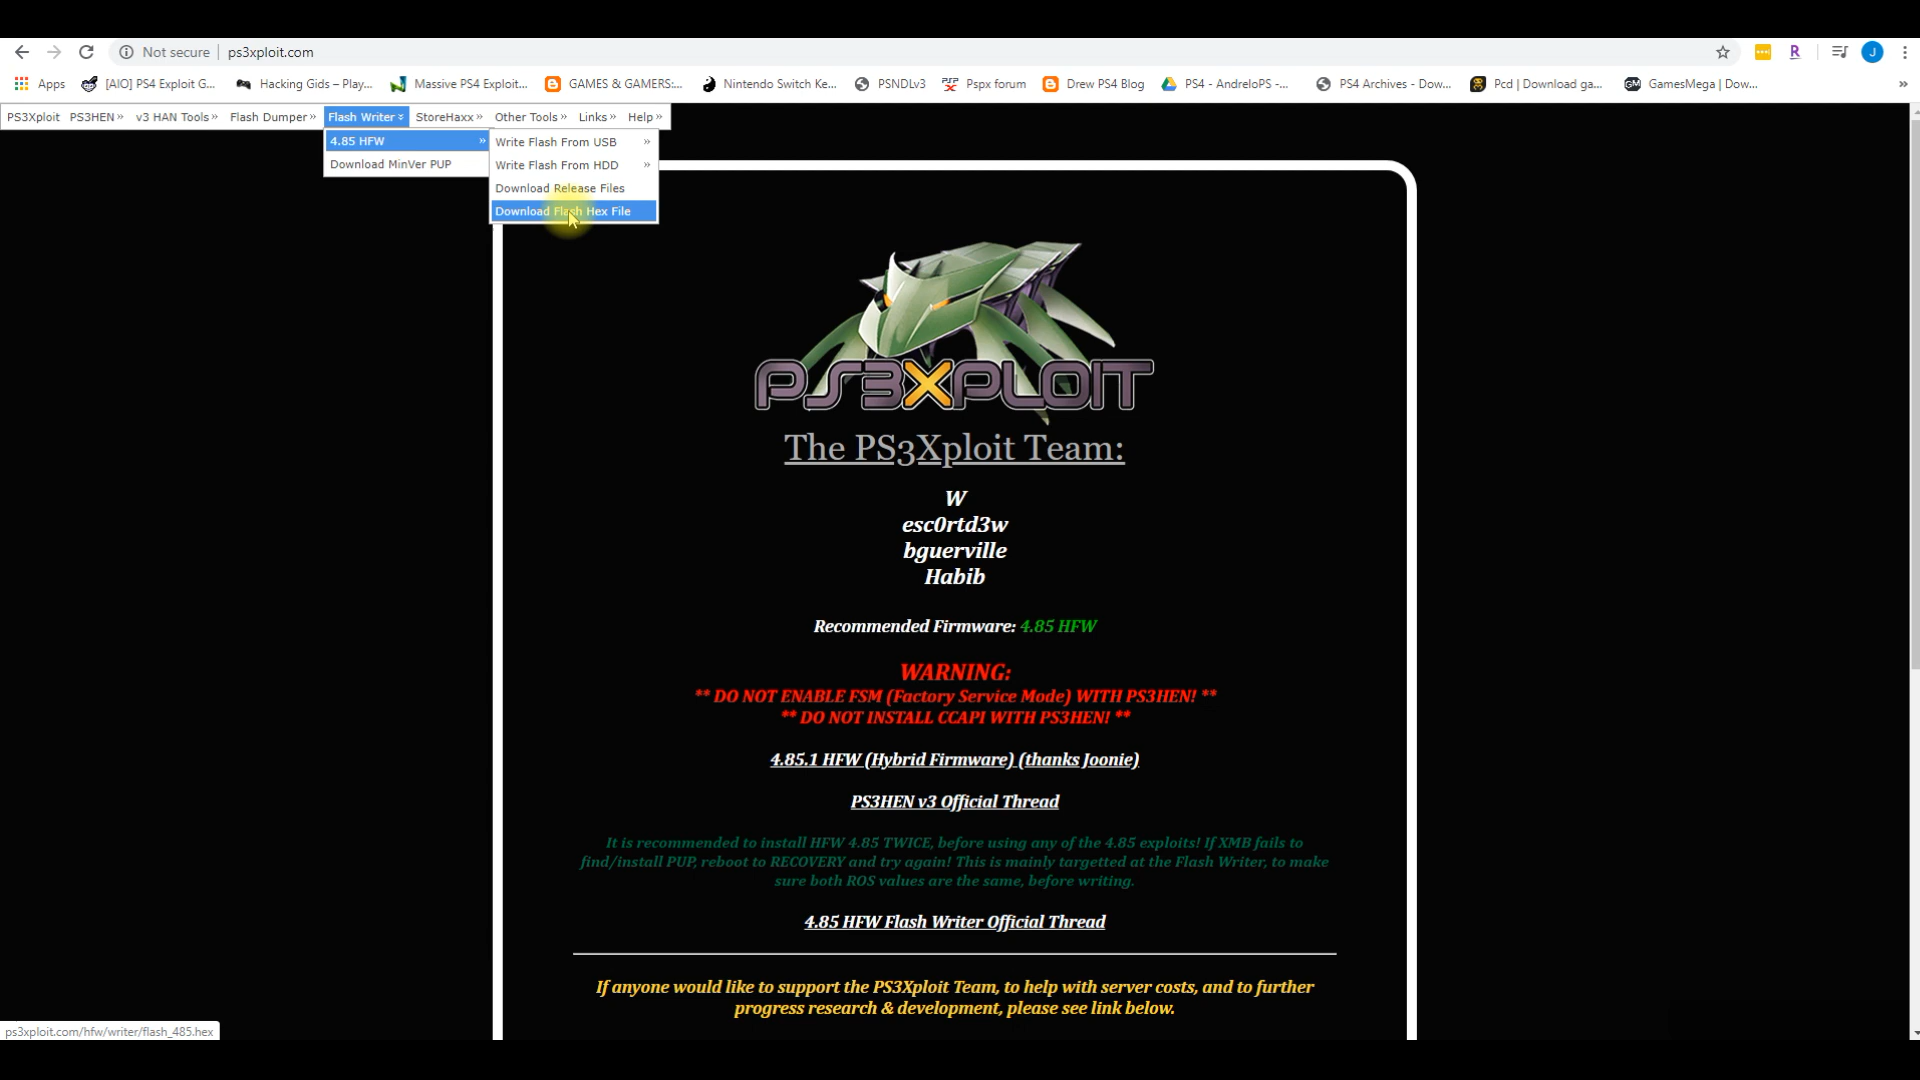 Not secure | ps3xploit.com
J
Apps [AIO] PS4 Exploit G... Hacking Gids – Play... Massive PS4 Exploit... GAMES & GAMERS:... Nintendo Switch Ke... PSNDLv3 Pspx forum Drew PS4 Blog PS4 - AndreloPS -... PS4 Archives - Dow... Pcd | Download ga... GamesMega | Dow... »
PS3Xploit PS3HEN» v3 HAN Tools» Flash Dumper» Flash Writer StoreHaxx» Other Tools» Links» Help»
4.85 HFW »
Download MinVer PUP
Write Flash From USB »
Write Flash From HDD »
Download Release Files
Download Flash Hex File
PS3XPLOIT
The PS3Xploit Team:
W
esc0rtd3w
bguerville
Habib
Recommended Firmware: 4.85 HFW
WARNING:
** DO NOT ENABLE FSM (Factory Service Mode) WITH PS3HEN! **
** DO NOT INSTALL CCAPI WITH PS3HEN! **
4.85.1 HFW (Hybrid Firmware) (thanks Joonie)
PS3HEN v3 Official Thread
It is recommended to install HFW 4.85 TWICE, before using any of the 4.85 exploits! If XMB fails to
find/install PUP, reboot to RECOVERY and try again! This is mainly targetted at the Flash Writer, to make
sure both ROS values are the same, before writing.
4.85 HFW Flash Writer Official Thread
If anyone would like to support the PS3Xploit Team, to help with server costs, and to further
progress research & development, please see link below.
ps3xploit.com/hfw/writer/flash_485.hex